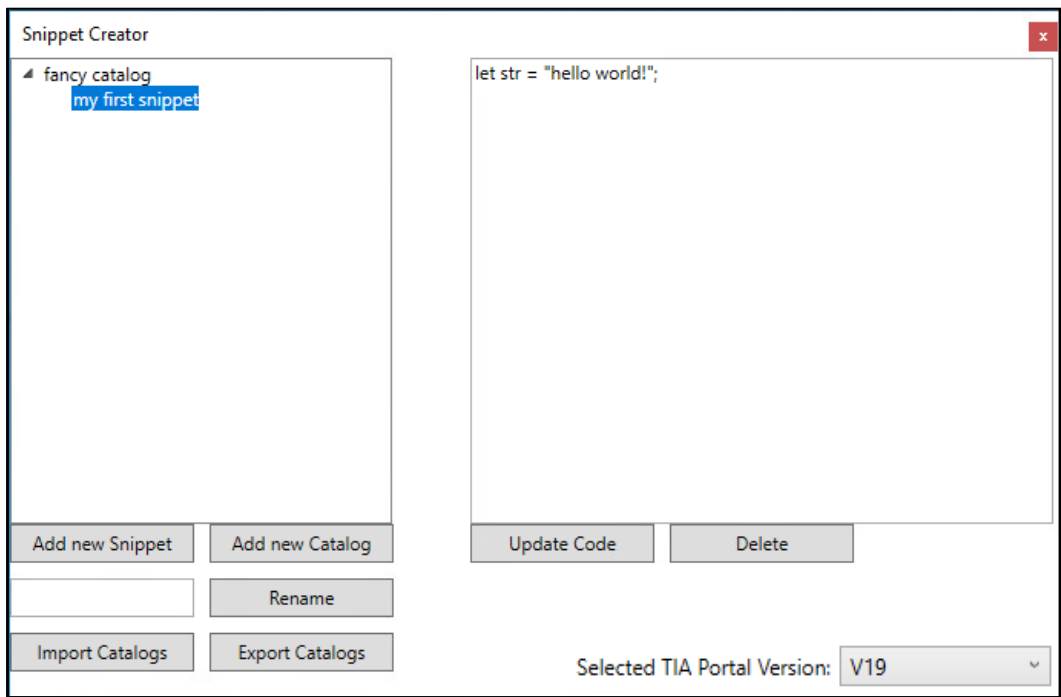 Snippet Creator
x
fancy catalog
my first snippet
let str = "hello world!";
Add new Snippet
Add new Catalog
Update Code
Delete
Rename
Import Catalogs
Export Catalogs
Selected TIA Portal Version:
V19